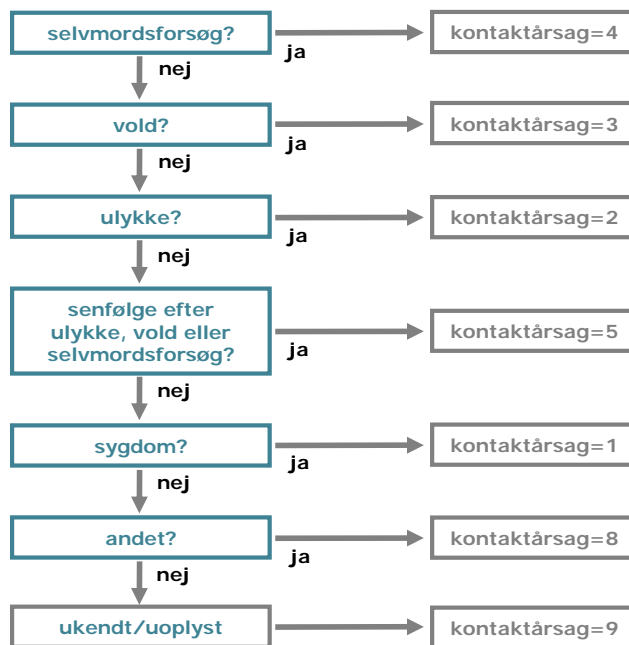 selvmordsforsøg?
ja
kontaktårsag=4
nej
vold?
ja
kontaktårsag=3
nej
ulykke?
ja
kontaktårsag=2
nej
senfølge efter
ulykke, vold eller
selvmordsforsøg?
ja
kontaktårsag=5
nej
sygdom?
ja
kontaktårsag=1
nej
andet?
ja
kontaktårsag=8
nej
ukendt/uoplyst
kontaktårsag=9